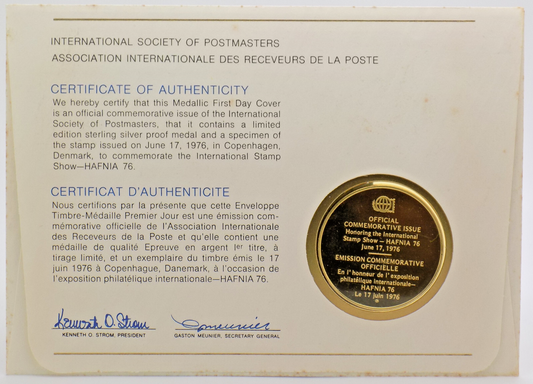 INTERNATIONAL SOCIETY OF POSTMASTERS
ASSOCIATION INTERNATIONALE DES RECEVEURS DE LA POSTE
CERTIFICATE OF AUTHENTICITY
We hereby certify that this Medallic First Day Cover
is an official commemorative issue of the International
Society of Postmasters, that it contains a limited
edition sterling silver proof medal and a specimen of
the stamp issued on June 17, 1976, in Copenhagen,
Denmark, to commemorate the International Stamp
Show—HAFNIA 76.
CERTIFICAT D'AUTHENTICITE
Nous certifions par la présente que cette Enveloppe
Timbre-Médaille Premier Jour est une émission com-
mémorative officielle de l'Association Internationale
des Receveurs de la Poste et qu'elle contient une
médaille de qualité Epreuve en argent Ier titre, à
tirage limité, et un exemplaire du timbre émis le 17
juin 1976 à Copenhague, Danemark, à l'occasion de
l'exposition philatélique internationale—HAFNIA 76.
Kenneth O. Strom
KENNETH O. STROM, PRESIDENT
GMeunier
GASTON MEUNIER, SECRETARY GENERAL
OFFICIAL
COMMEMORATIVE ISSUE
Honoring the International
Stamp Show – HAFNIA 76
June 17, 1976
EMISSION COMMEMORATIVE
OFFICIELLE
En l'honneur de l'exposition
philatélique internationale—
HAFNIA 76
Le 17 juin 1976